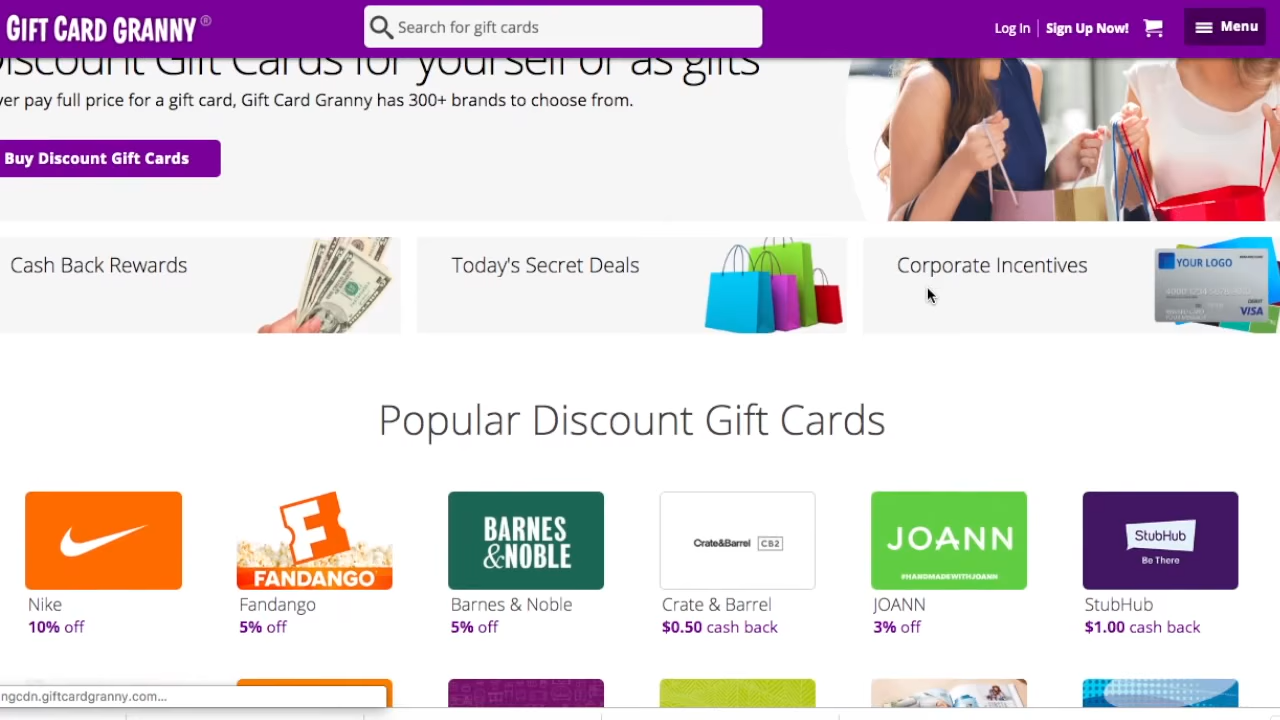 GIFT CARD GRANNY®
Search for gift cards
Log In
Sign Up Now!
Menu
Discount Gift Cards for yourself or as gifts
ver pay full price for a gift card, Gift Card Granny has 300+ brands to choose from.
Buy Discount Gift Cards
Cash Back Rewards
Today's Secret Deals
Corporate Incentives
YOUR LOGO
DEBIT
VISA
Popular Discount Gift Cards
F
FANDANGO
BARNES
&NOBLE
Crate&Barrel CB2
JOANN
#HANDMADEWITHJOANN
StubHub
Be There
Nike
Fandango
Barnes & Noble
Crate & Barrel
JOANN
StubHub
10% off
5% off
5% off
$0.50 cash back
3% off
$1.00 cash back
ngcdn.giftcardgranny.com...